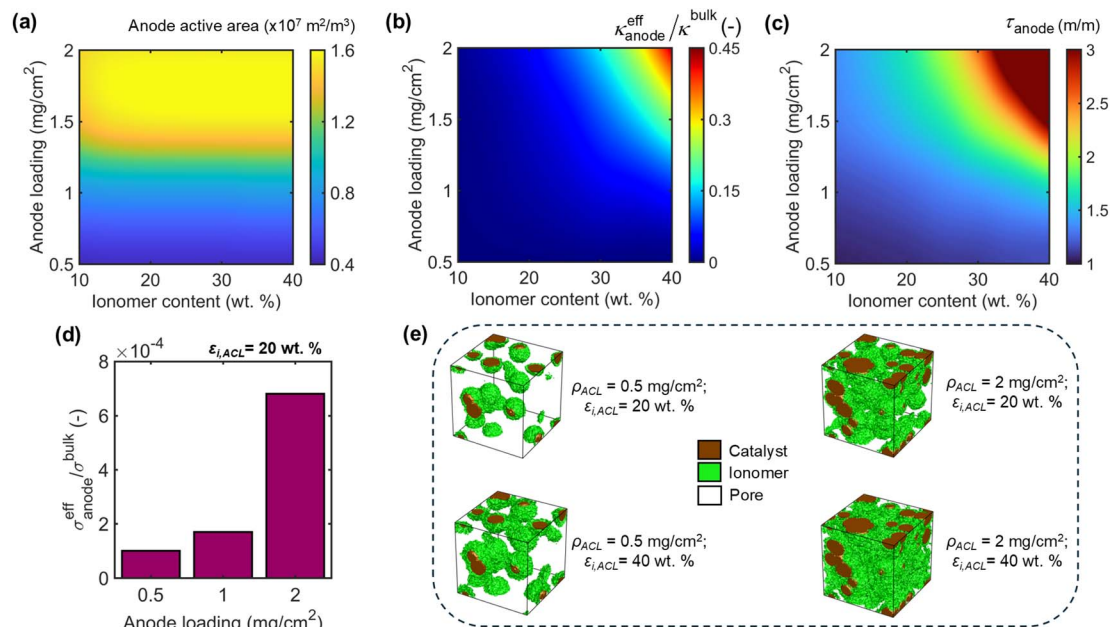 (a)
Anode active area (x10⁷ m²/m³)
2
1.5
1
0.5
10
20
30
40
1.6
1.2
0.8
0.4
Anode loading (mg/cm²)
Ionomer content (wt. %)
(b)
κ^eff_anode/κ^bulk (-)
2
1.5
1
0.5
10
20
30
40
0.45
0.3
0.15
0
Anode loading (mg/cm²)
Ionomer content (wt. %)
(c)
τ_anode (m/m)
2
1.5
1
0.5
10
20
30
40
3
2.5
2
1.5
1
Anode loading (mg/cm²)
Ionomer content (wt. %)
(d)
×10⁻⁴
ε_i,ACL= 20 wt. %
8
6
4
2
0
σ^eff_anode/σ^bulk (-)
0.5
1
2
Anode loading (mg/cm²)
(e)
ρ_ACL = 0.5 mg/cm²;
ε_i,ACL= 20 wt. %
ρ_ACL = 2 mg/cm²;
ε_i,ACL= 20 wt. %
Catalyst
Ionomer
Pore
ρ_ACL = 0.5 mg/cm²;
ε_i,ACL= 40 wt. %
ρ_ACL = 2 mg/cm²;
ε_i,ACL= 40 wt. %